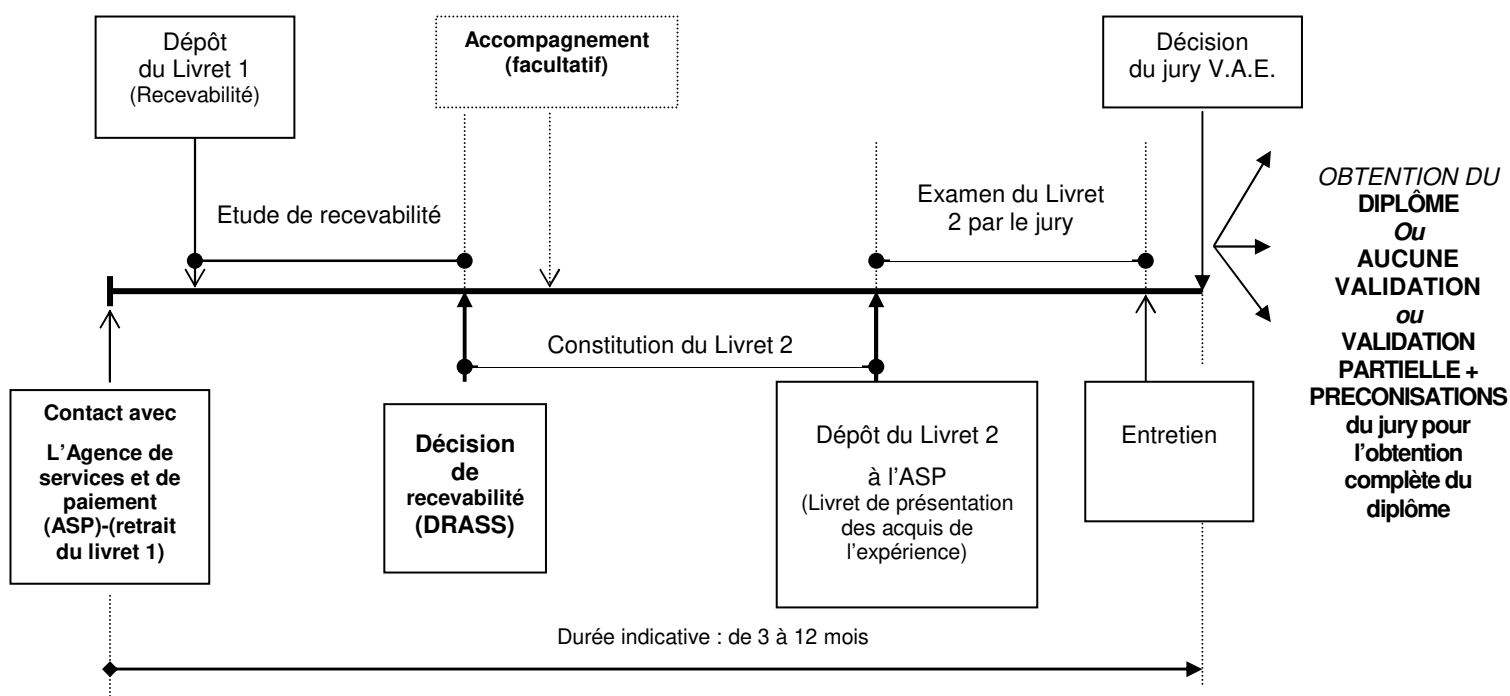 Dépôt
du Livret 1
(Recevabilité)
Accompagnement
(facultatif)
Décision
du jury V.A.E.
Etude de recevabilité
Examen du Livret
2 par le jury
OBTENTION DU
DIPLÔME
Ou
AUCUNE
VALIDATION
ou
VALIDATION
PARTIELLE +
PRECONISATIONS
du jury pour
l'obtention
complète du
diplôme
Constitution du Livret 2
Contact avec
L'Agence de
services et de
paiement
(ASP)-(retrait
du livret 1)
Décision
de
recevabilité
(DRASS)
Dépôt du Livret 2
à l'ASP
(Livret de présentation
des acquis de
l'expérience)
Entretien
Durée indicative : de 3 à 12 mois